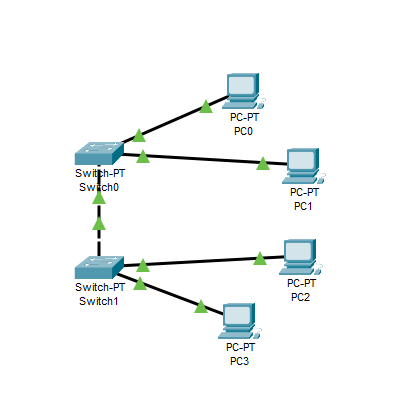 PC-PT
PC0
Switch-PT
Switch0
PC-PT
PC1
Switch-PT
Switch1
PC-PT
PC2
PC-PT
PC3